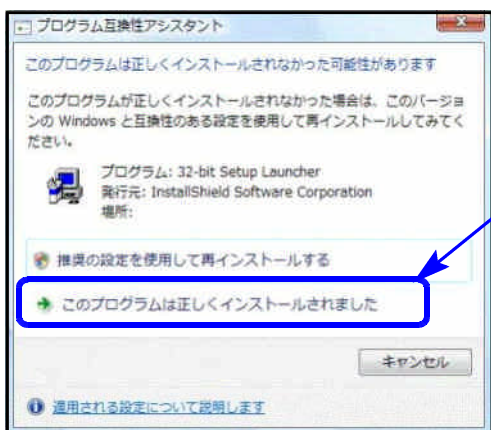 プログラム互換性アシスタント
このプログラムは正しくインストールされなかった可能性があります
このプログラムが正しくインストールされなかった場合は、このバージョ
ンの Windows と互換性のある設定を使用して再インストールしてみてく
ださい。
プログラム: 32-bit Setup Launcher
発行元: InstallShield Software Corporation
場所:
推奨の設定を使用して再インストールする
このプログラムは正しくインストールされました
キャンセル
適用される設定について説明します